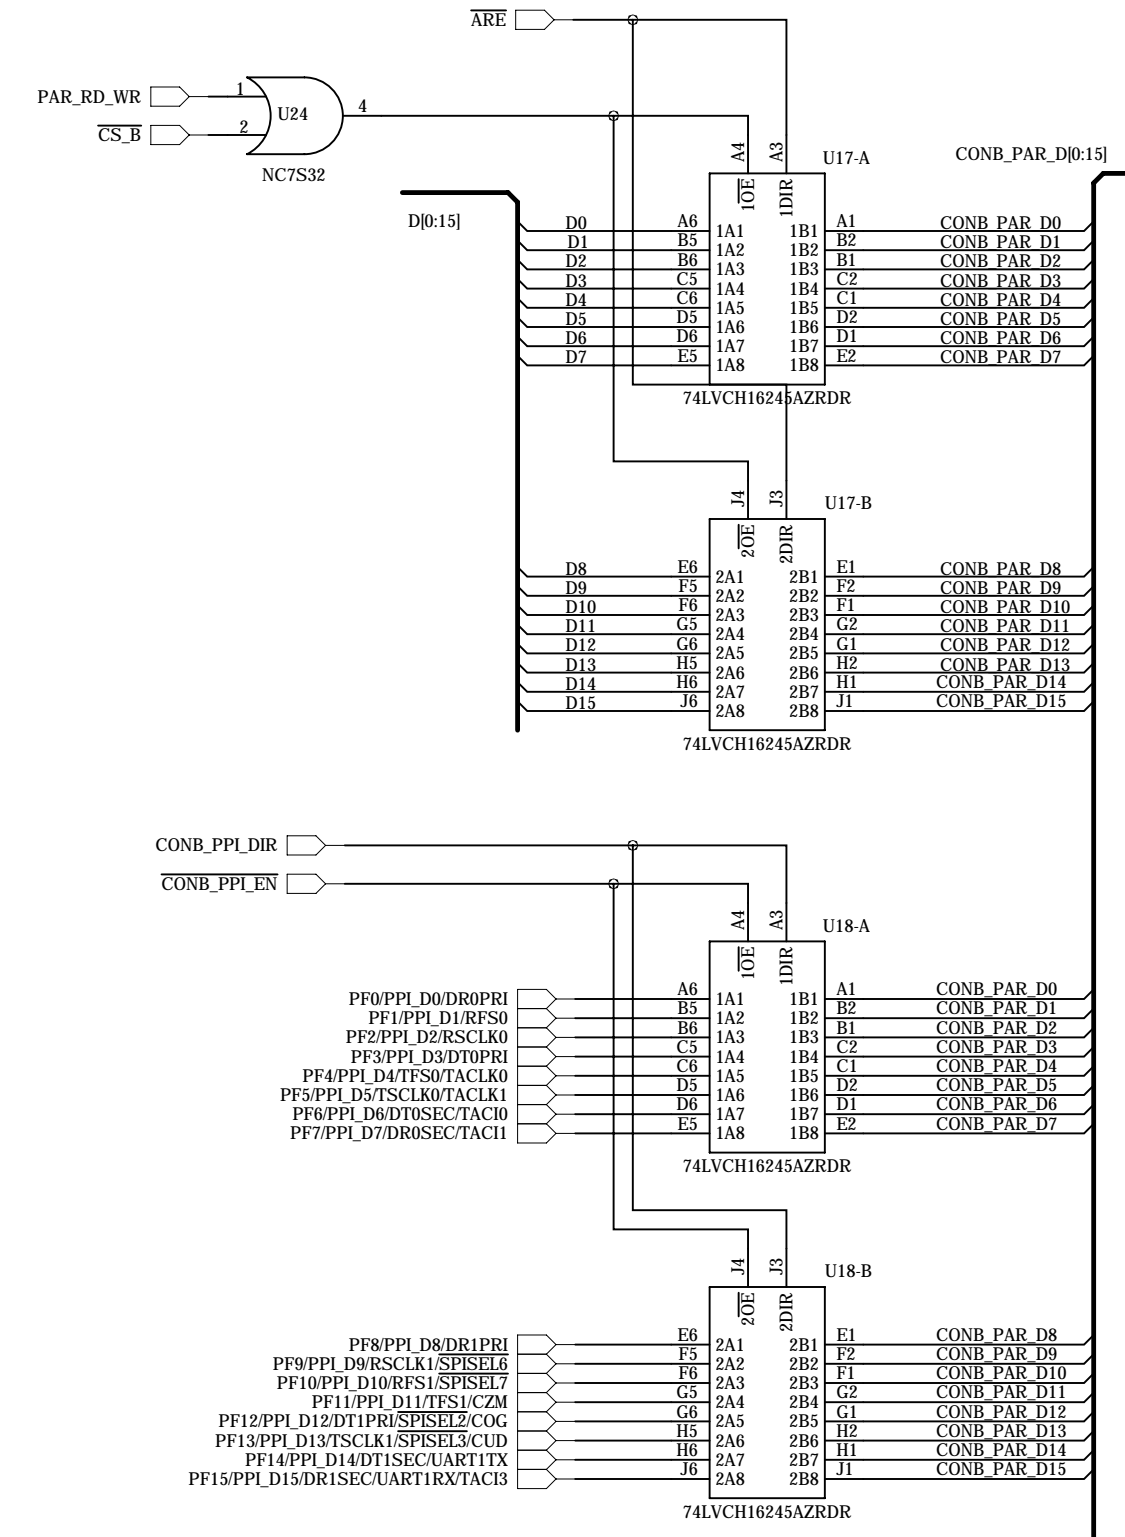 ARE
PAR_RD_WR 1 U24 4
CS_B 2
NC7S32
A4 A3 U17-A CONB_PAR_D[0:15]
D[0:15] 1OE 1DIR
D0 A6 1A1 1B1 A1 CONB_PAR_D0
D1 B5 1A2 1B2 B2 CONB_PAR_D1
D2 B6 1A3 1B3 B1 CONB_PAR_D2
D3 C5 1A4 1B4 C2 CONB_PAR_D3
D4 C6 1A5 1B5 C1 CONB_PAR_D4
D5 D5 1A6 1B6 D2 CONB_PAR_D5
D6 D6 1A7 1B7 D1 CONB_PAR_D6
D7 E5 1A8 1B8 E2 CONB_PAR_D7
74LVCH16245AZRDR
J4 J3 U17-B
2OE 2DIR
D8 E6 2A1 2B1 E1 CONB_PAR_D8
D9 F5 2A2 2B2 F2 CONB_PAR_D9
D10 F6 2A3 2B3 F1 CONB_PAR_D10
D11 G5 2A4 2B4 G2 CONB_PAR_D11
D12 G6 2A5 2B5 G1 CONB_PAR_D12
D13 H5 2A6 2B6 H2 CONB_PAR_D13
D14 H6 2A7 2B7 H1 CONB_PAR_D14
D15 J6 2A8 2B8 J1 CONB_PAR_D15
74LVCH16245AZRDR
CONB_PPI_DIR
CONB_PPI_EN
A4 A3 U18-A
1OE 1DIR
PF0/PPI_D0/DR0PRI A6 1A1 1B1 A1 CONB_PAR_D0
PF1/PPI_D1/RFS0 B5 1A2 1B2 B2 CONB_PAR_D1
PF2/PPI_D2/RSCLK0 B6 1A3 1B3 B1 CONB_PAR_D2
PF3/PPI_D3/DT0PRI C5 1A4 1B4 C2 CONB_PAR_D3
PF4/PPI_D4/TFS0/TACLK0 C6 1A5 1B5 C1 CONB_PAR_D4
PF5/PPI_D5/TSCLK0/TACLK1 D5 1A6 1B6 D2 CONB_PAR_D5
PF6/PPI_D6/DT0SEC/TACI0 D6 1A7 1B7 D1 CONB_PAR_D6
PF7/PPI_D7/DR0SEC/TACI1 E5 1A8 1B8 E2 CONB_PAR_D7
74LVCH16245AZRDR
J4 J3 U18-B
2OE 2DIR
PF8/PPI_D8/DR1PRI E6 2A1 2B1 E1 CONB_PAR_D8
PF9/PPI_D9/RSCLK1/SPISEL6 F5 2A2 2B2 F2 CONB_PAR_D9
PF10/PPI_D10/RFS1/SPISEL7 F6 2A3 2B3 F1 CONB_PAR_D10
PF11/PPI_D11/TFS1/CZM G5 2A4 2B4 G2 CONB_PAR_D11
PF12/PPI_D12/DT1PRI/SPISEL2/COG G6 2A5 2B5 G1 CONB_PAR_D12
PF13/PPI_D13/TSCLK1/SPISEL3/CUD H5 2A6 2B6 H2 CONB_PAR_D13
PF14/PPI_D14/DT1SEC/UART1TX H6 2A7 2B7 H1 CONB_PAR_D14
PF15/PPI_D15/DR1SEC/UART1RX/TACI3 J6 2A8 2B8 J1 CONB_PAR_D15
74LVCH16245AZRDR